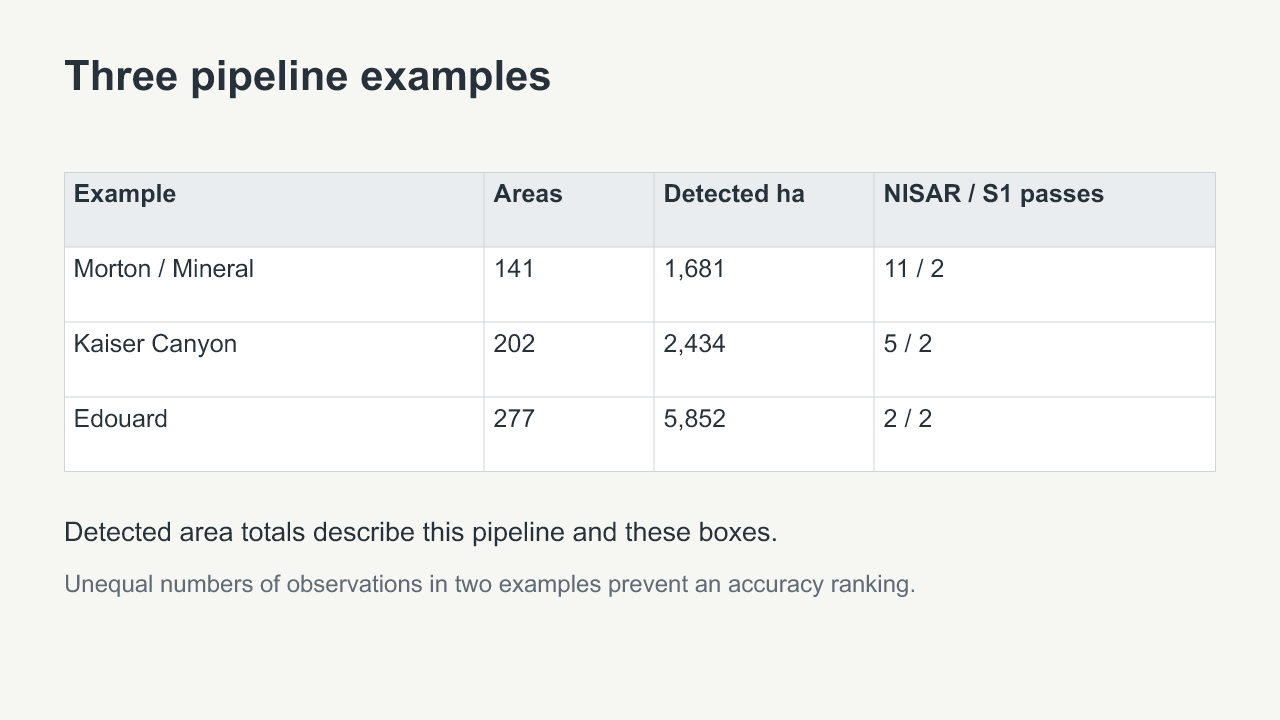 Three pipeline examples
Example Areas Detected ha NISAR / S1 passes
Morton / Mineral 141 1,681 11 / 2
Kaiser Canyon 202 2,434 5 / 2
Edouard 277 5,852 2 / 2
Detected area totals describe this pipeline and these boxes.
Unequal numbers of observations in two examples prevent an accuracy ranking.